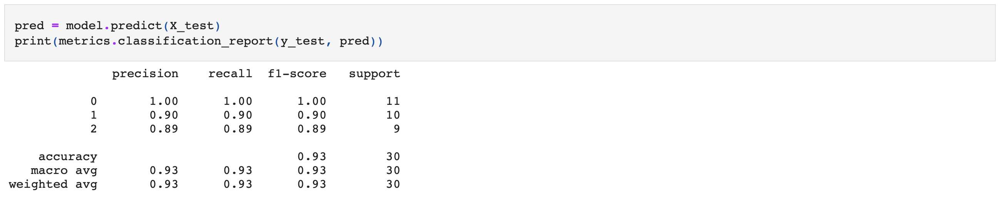 pred = model.predict(X_test)
print(metrics.classification_report(y_test, pred))
precision recall f1-score support
0 1.00 1.00 1.00 11
1 0.90 0.90 0.90 10
2 0.89 0.89 0.89 9
accuracy 0.93 30
macro avg 0.93 0.93 0.93 30
weighted avg 0.93 0.93 0.93 30